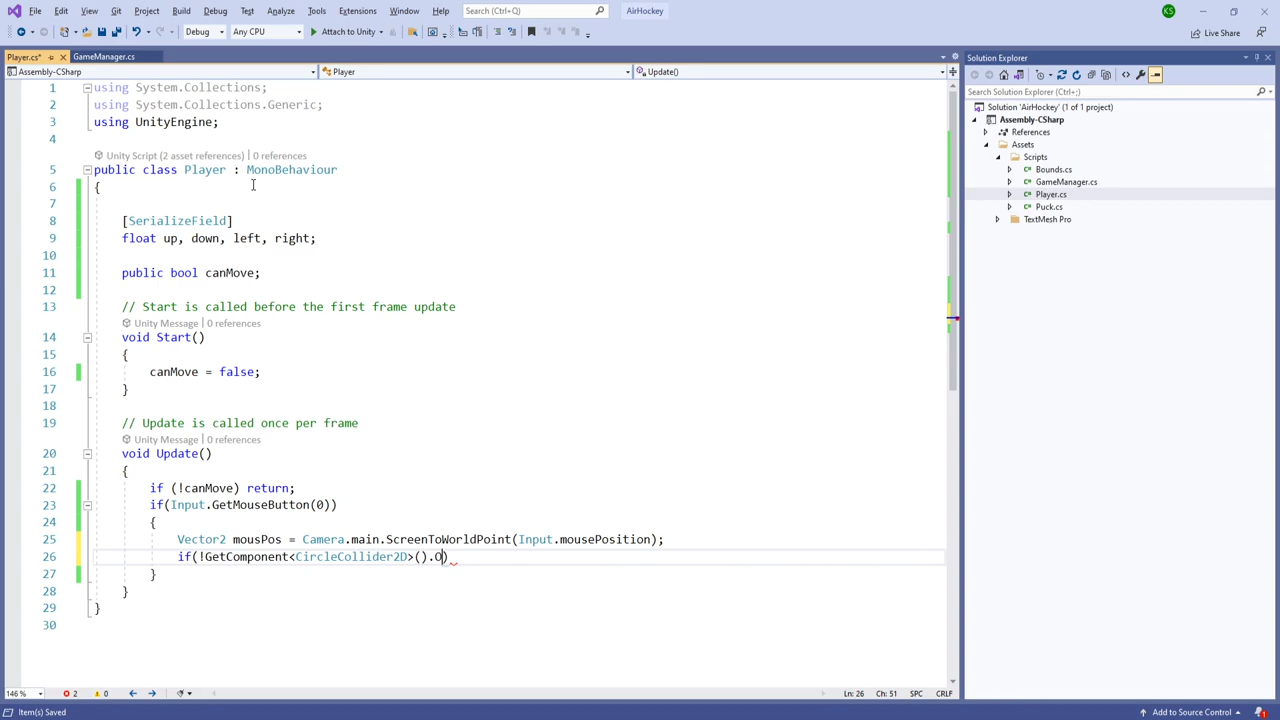 File Edit View Git Project Build Debug Test Analyze Tools Extensions Window Help Search (Ctrl+Q) AirHockey KS
Debug Any CPU Attach to Unity Live Share
Player.cs* GameManager.cs
Assembly-CSharp Player Update()
1 using System.Collections;
2 using System.Collections.Generic;
3 using UnityEngine;
4
Unity Script (2 asset references) | 0 references
5 public class Player : MonoBehaviour
6 {
7
8 [SerializeField]
9 float up, down, left, right;
10
11 public bool canMove;
12
13 // Start is called before the first frame update
Unity Message | 0 references
14 void Start()
15 {
16 canMove = false;
17 }
18
19 // Update is called once per frame
Unity Message | 0 references
20 void Update()
21 {
22 if (!canMove) return;
23 if(Input.GetMouseButton(0))
24 {
25 Vector2 mousPos = Camera.main.ScreenToWorldPoint(Input.mousePosition);
26 if(!GetComponent<CircleCollider2D>().O)
27 }
28 }
29 }
30
146 % 2 0 Ln: 26 Ch: 51 SPC CRLF
Item(s) Saved Add to Source Control 1
Solution Explorer
Search Solution Explorer (Ctrl+;)
Solution 'AirHockey' (1 of 1 project)
Assembly-CSharp
References
Assets
Scripts
Bounds.cs
GameManager.cs
Player.cs
Puck.cs
TextMesh Pro